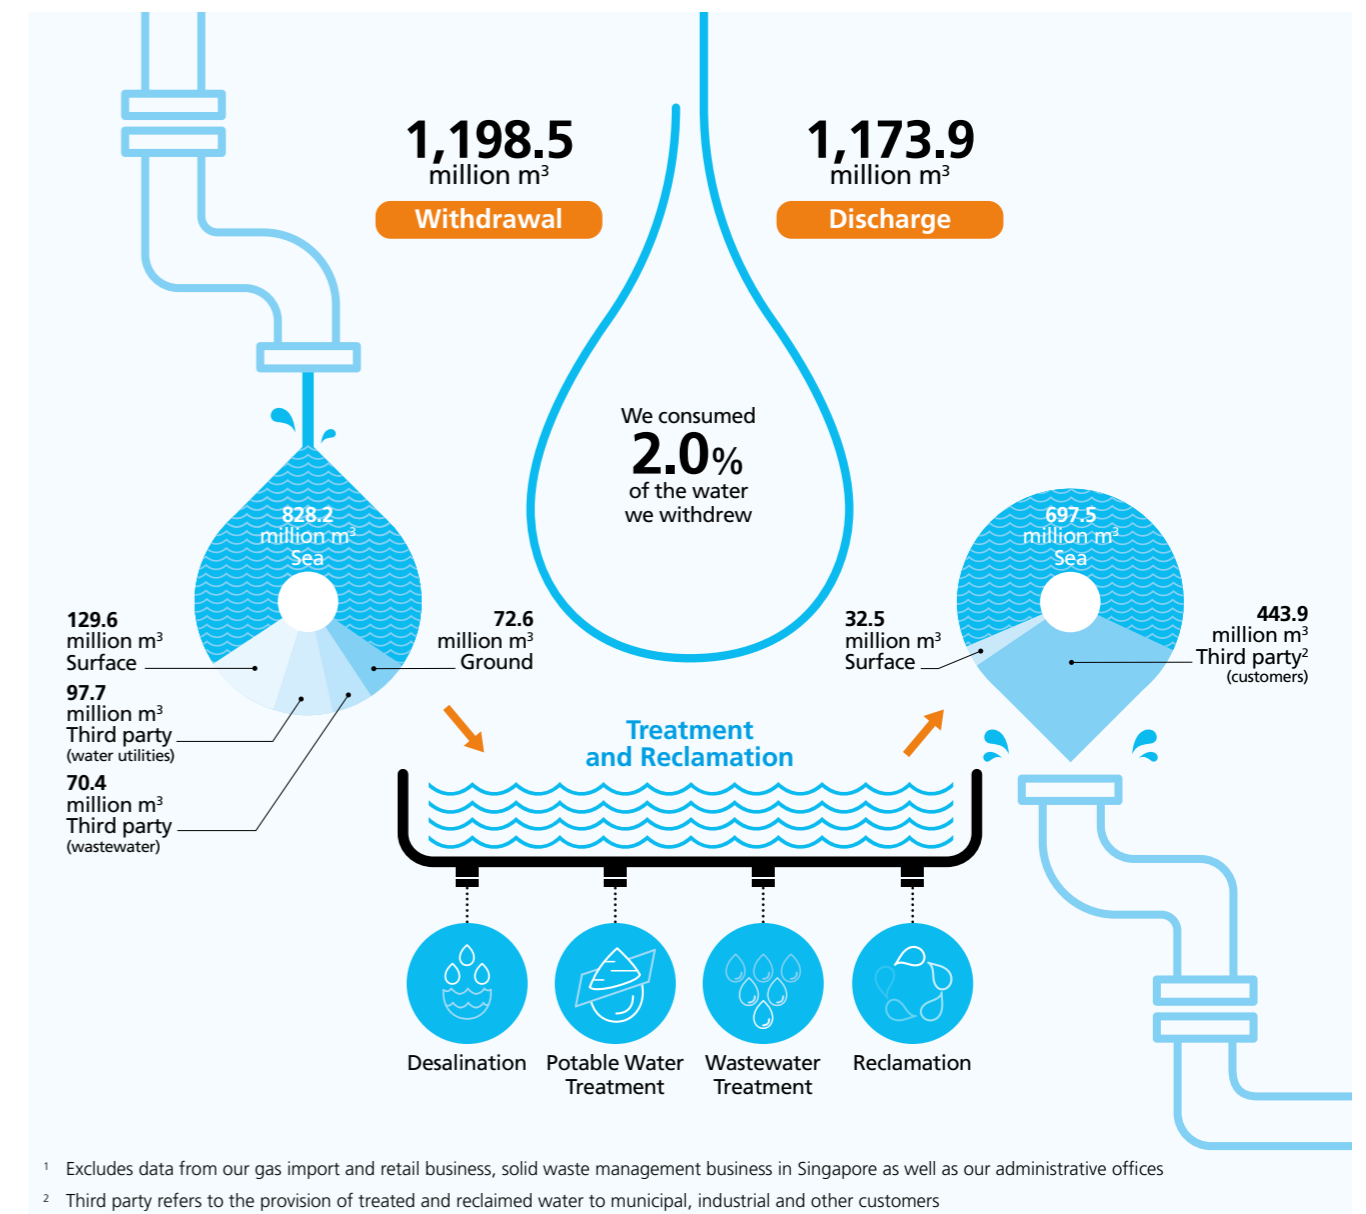 1,198.5
million m³
Withdrawal
1,173.9
million m³
Discharge
We consumed
2.0%
of the water
we withdrew
828.2
million m³
Sea
129.6
million m³
Surface
97.7
million m³
Third party
(water utilities)
70.4
million m³
Third party
(wastewater)
72.6
million m³
Ground
697.5
million m³
Sea
32.5
million m³
Surface
443.9
million m³
Third party²
(customers)
Treatment
and Reclamation
Desalination
Potable Water
Treatment
Wastewater
Treatment
Reclamation
¹ Excludes data from our gas import and retail business, solid waste management business in Singapore as well as our administrative offices
² Third party refers to the provision of treated and reclaimed water to municipal, industrial and other customers